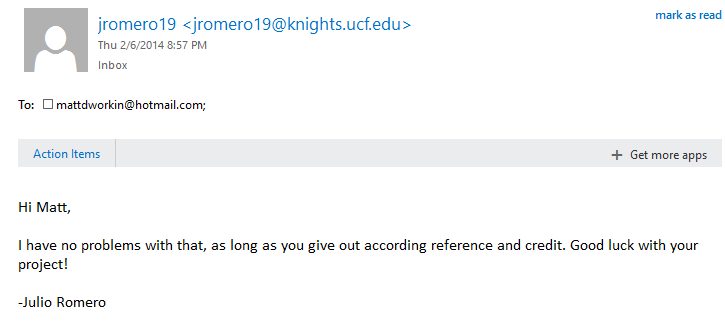 jromero19 <jromero19@knights.ucf.edu>
mark as read
Thu 2/6/2014 8:57 PM
Inbox
To: mattdworkin@hotmail.com;
Action Items
+ Get more apps
Hi Matt,
I have no problems with that, as long as you give out according reference and credit. Good luck with your
project!
-Julio Romero